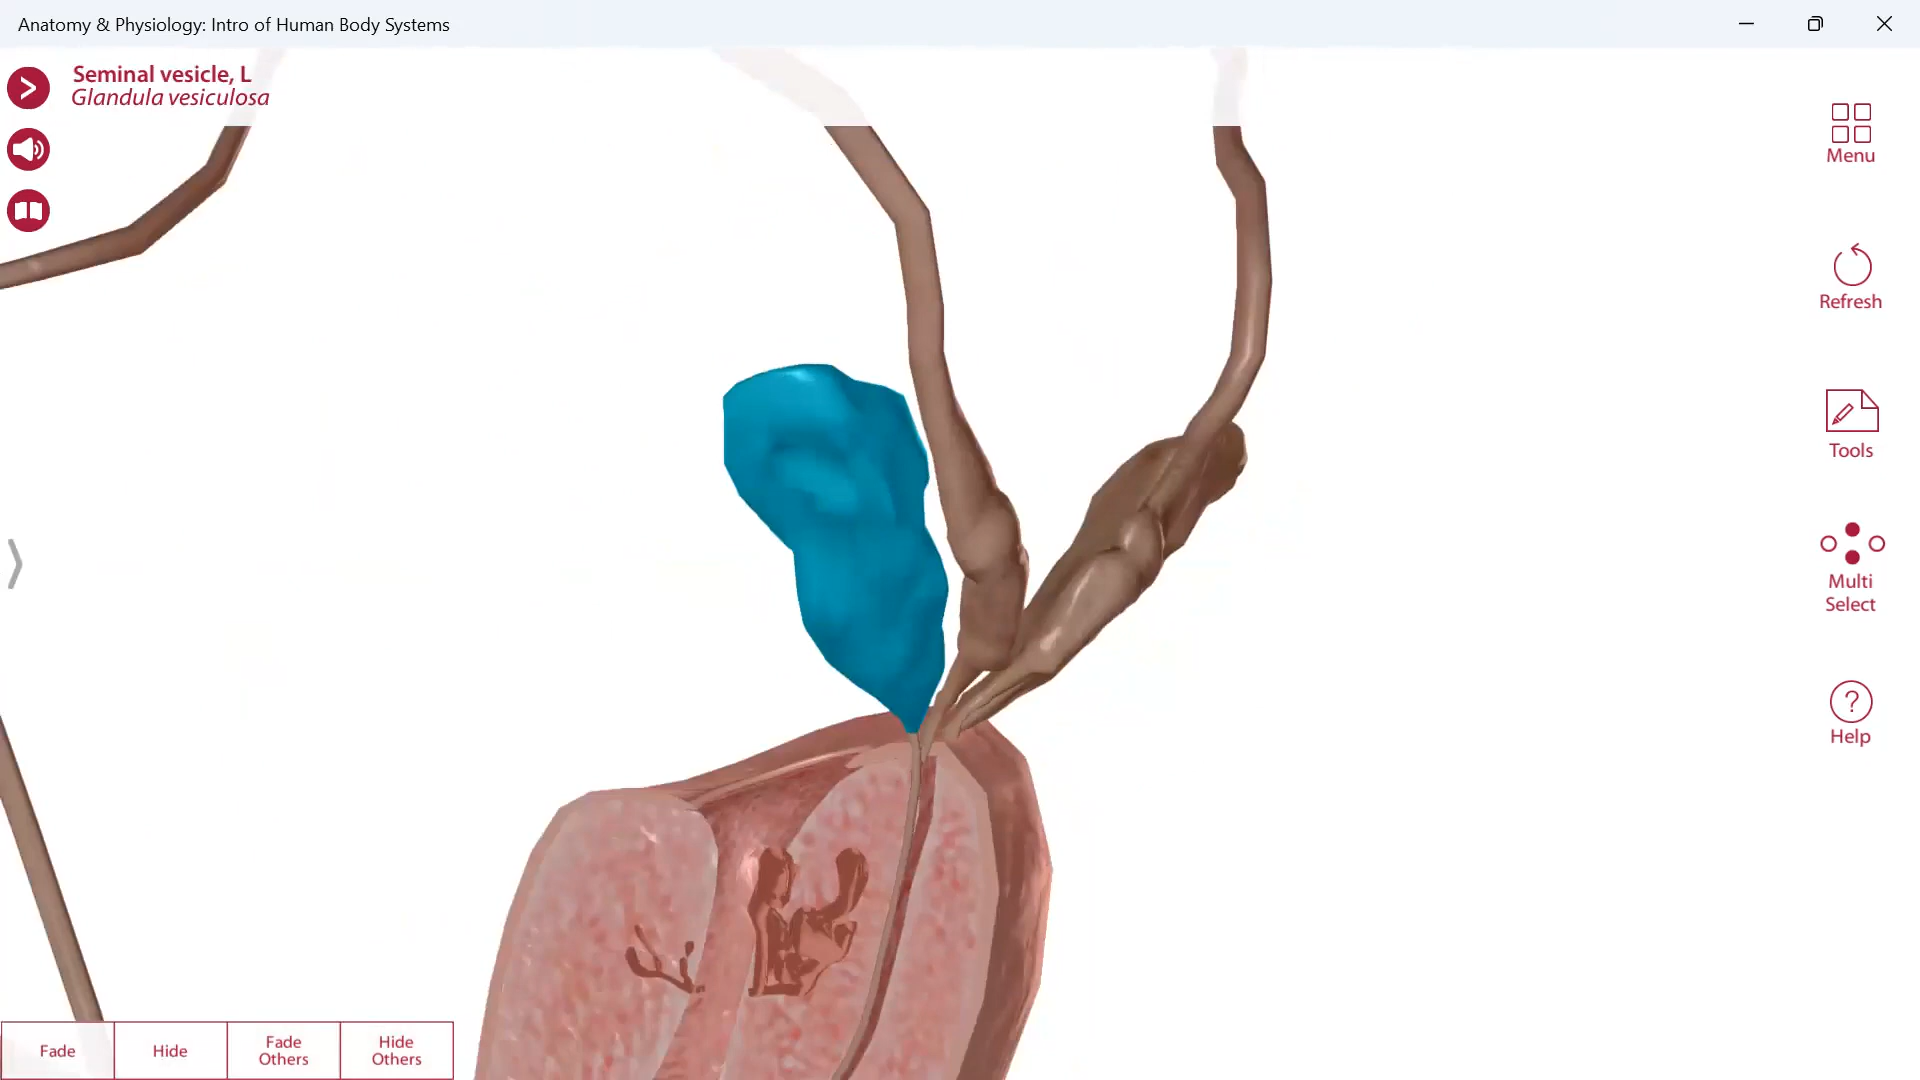 Anatomy & Physiology: Intro of Human Body Systems
Seminal vesicle, L
Glandula vesiculosa
Menu
Refresh
Tools
Multi
Select
?
Help
Fade
Hide
Fade
Others
Hide
Others